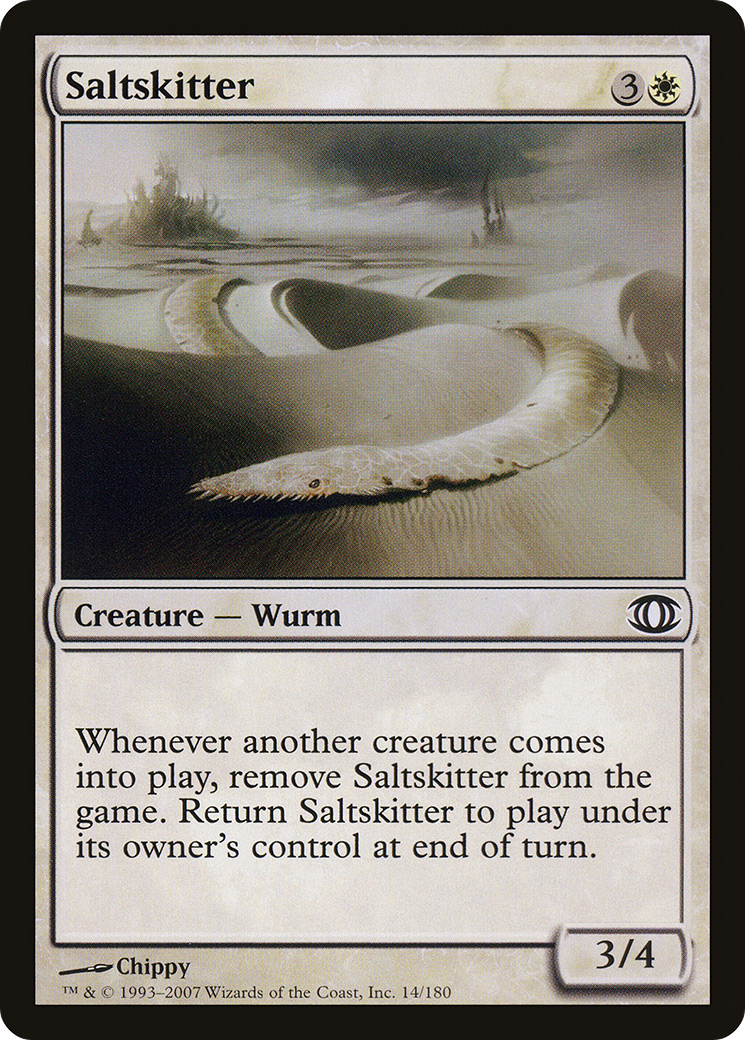 Saltskitter 3
Creature — Wurm
Whenever another creature comes
into play, remove Saltskitter from the
game. Return Saltskitter to play under
its owner's control at end of turn.
3/4
Chippy
™ & © 1993–2007 Wizards of the Coast, Inc. 14/180